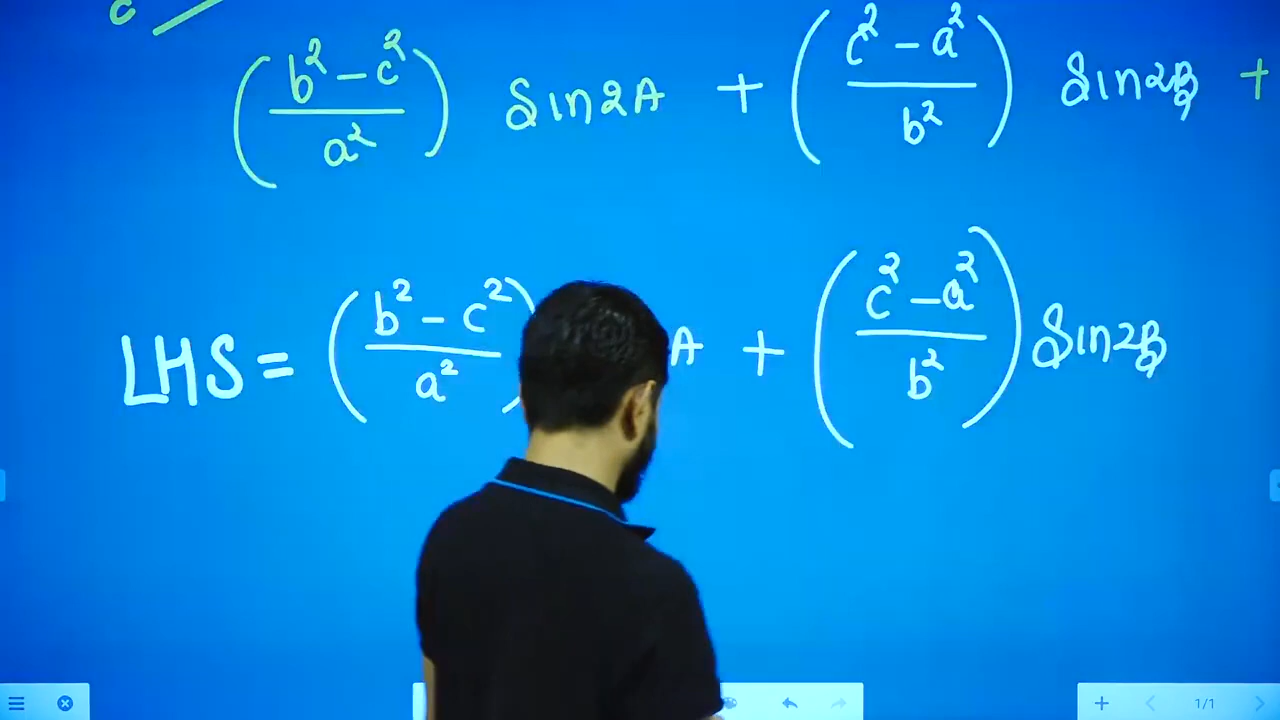 c
(b² – c² / a²) Sin2A + (c² – a² / b²) Sin2B +
LHS = (b² – c² / a²) A + (c² – a² / b²) Sin2B
1/1